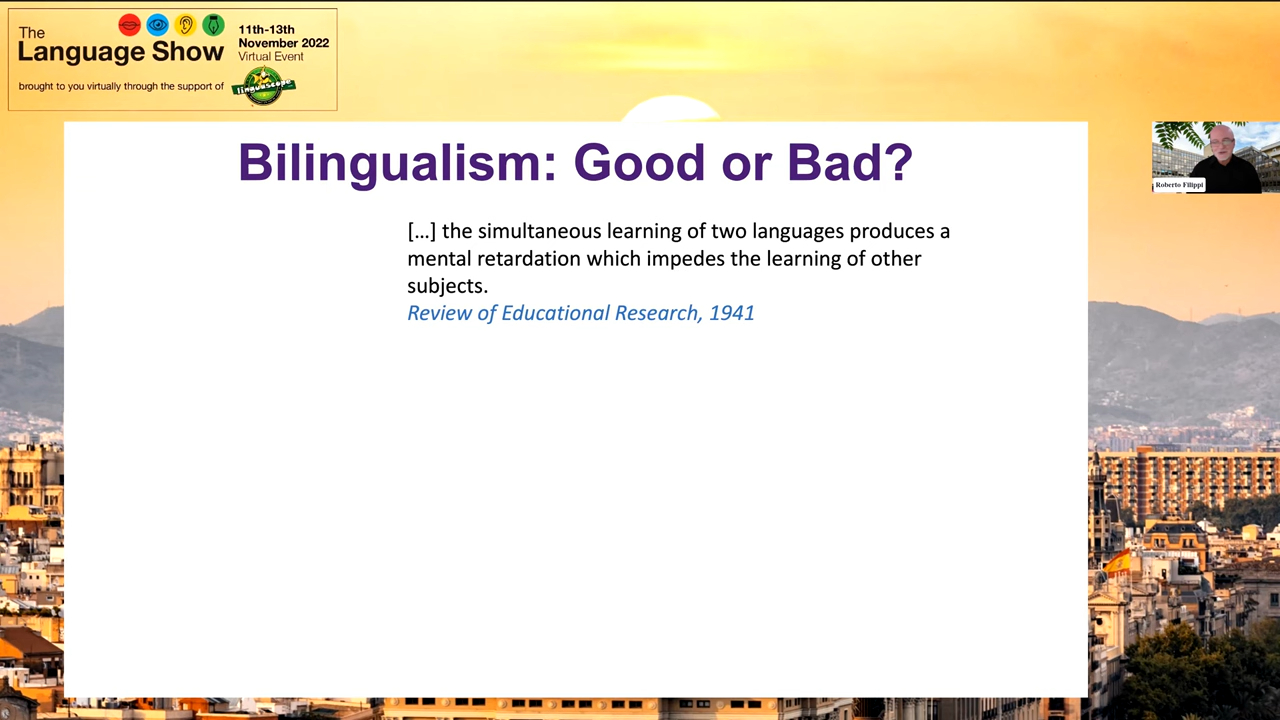 The
Language Show
11th-13th
November 2022
Virtual Event
brought to you virtually through the support of
linguascope
Bilingualism: Good or Bad?
Roberto Filippi
[...] the simultaneous learning of two languages produces a
mental retardation which impedes the learning of other
subjects.
Review of Educational Research, 1941